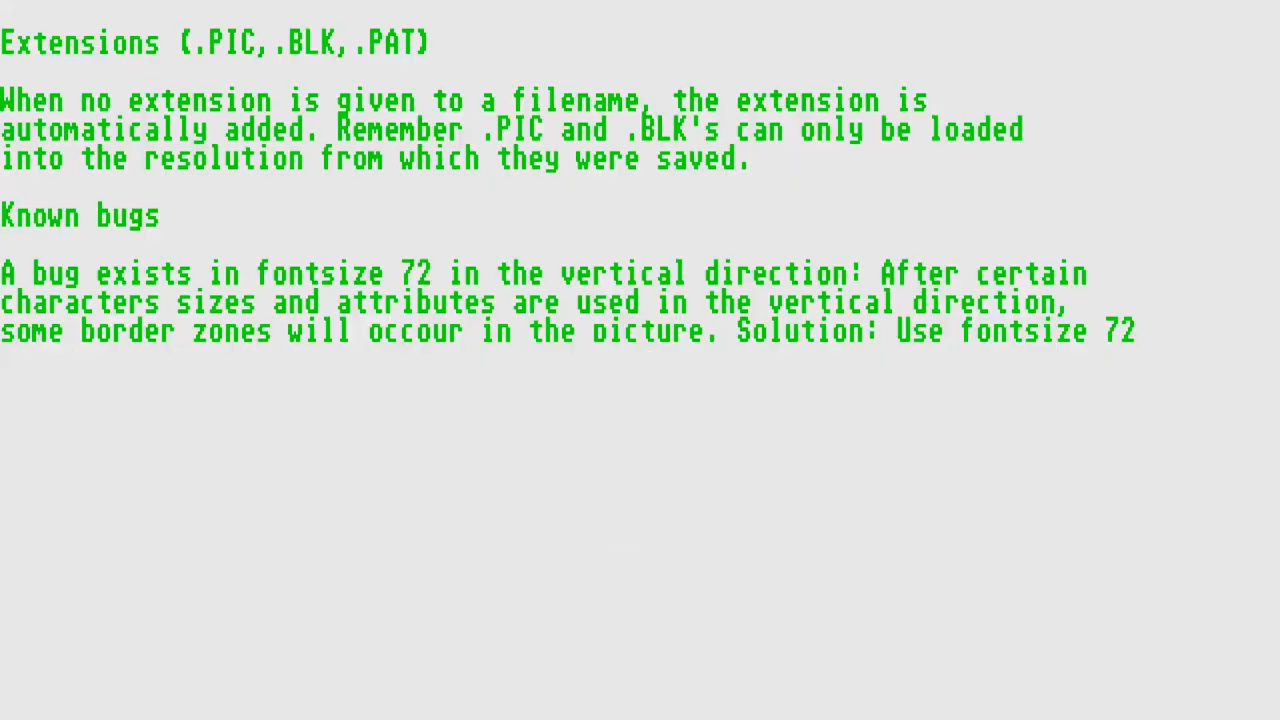 Extensions (.PIC,.BLK,.PAT)
When no extension is given to a filename, the extension is
automatically added. Remember .PIC and .BLK's can only be loaded
into the resolution from which they were saved.
Known bugs
A bug exists in fontsize 72 in the vertical direction: After certain
characters sizes and attributes are used in the vertical direction,
some border zones will occour in the picture. Solution: Use fontsize 72